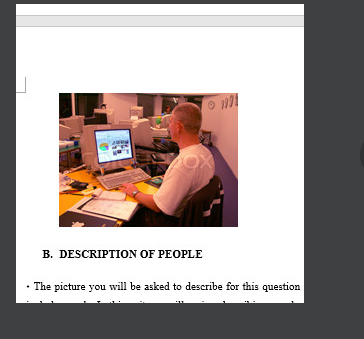 B. DESCRIPTION OF PEOPLE
• The picture you will be asked to describe for this question